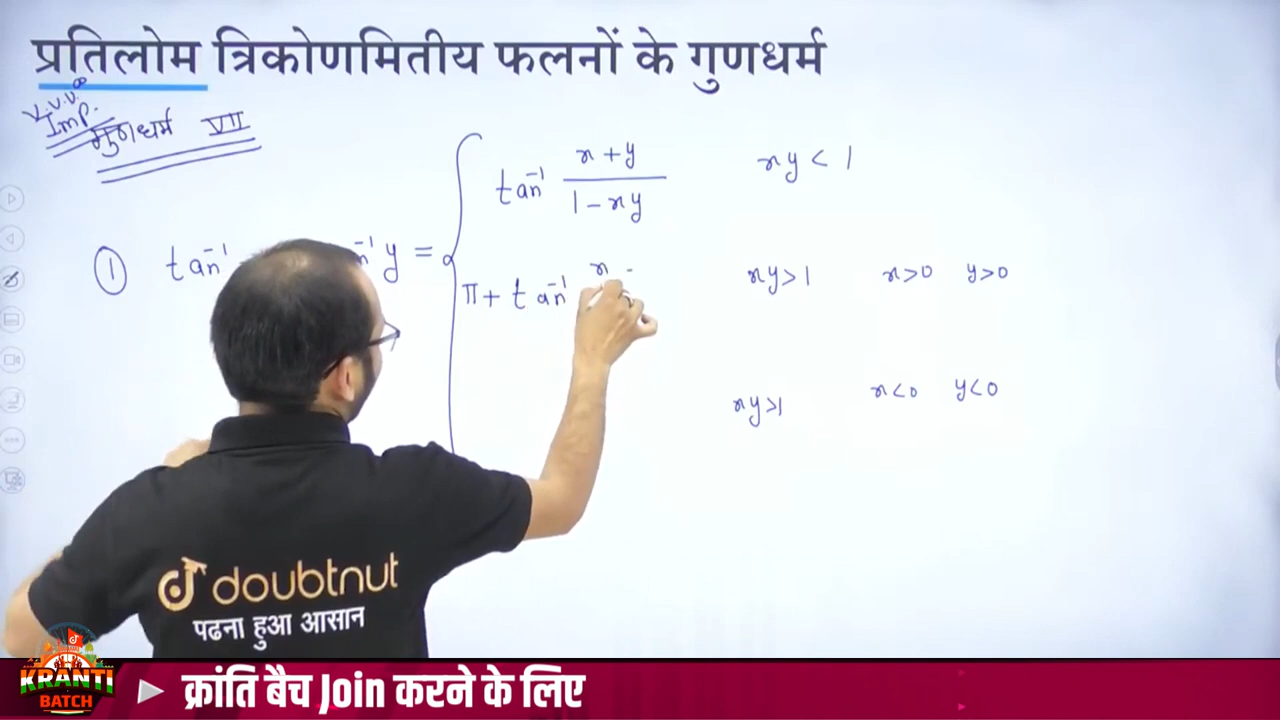 प्रतिलोम त्रिकोणमितीय फलनों के गुणधर्म
V.V.V.
Imp.
गुणधर्म VII
tan⁻¹ x+y / 1-xy xy < 1
① tan⁻¹ n⁻¹ y =
π + tan⁻¹ x xy>1 x>0 y>0
xy>1 x<0 y<0
doubtnut
पढना हुआ आसान
KRANTI
BATCH
क्रांति बैच Join करने के लिए